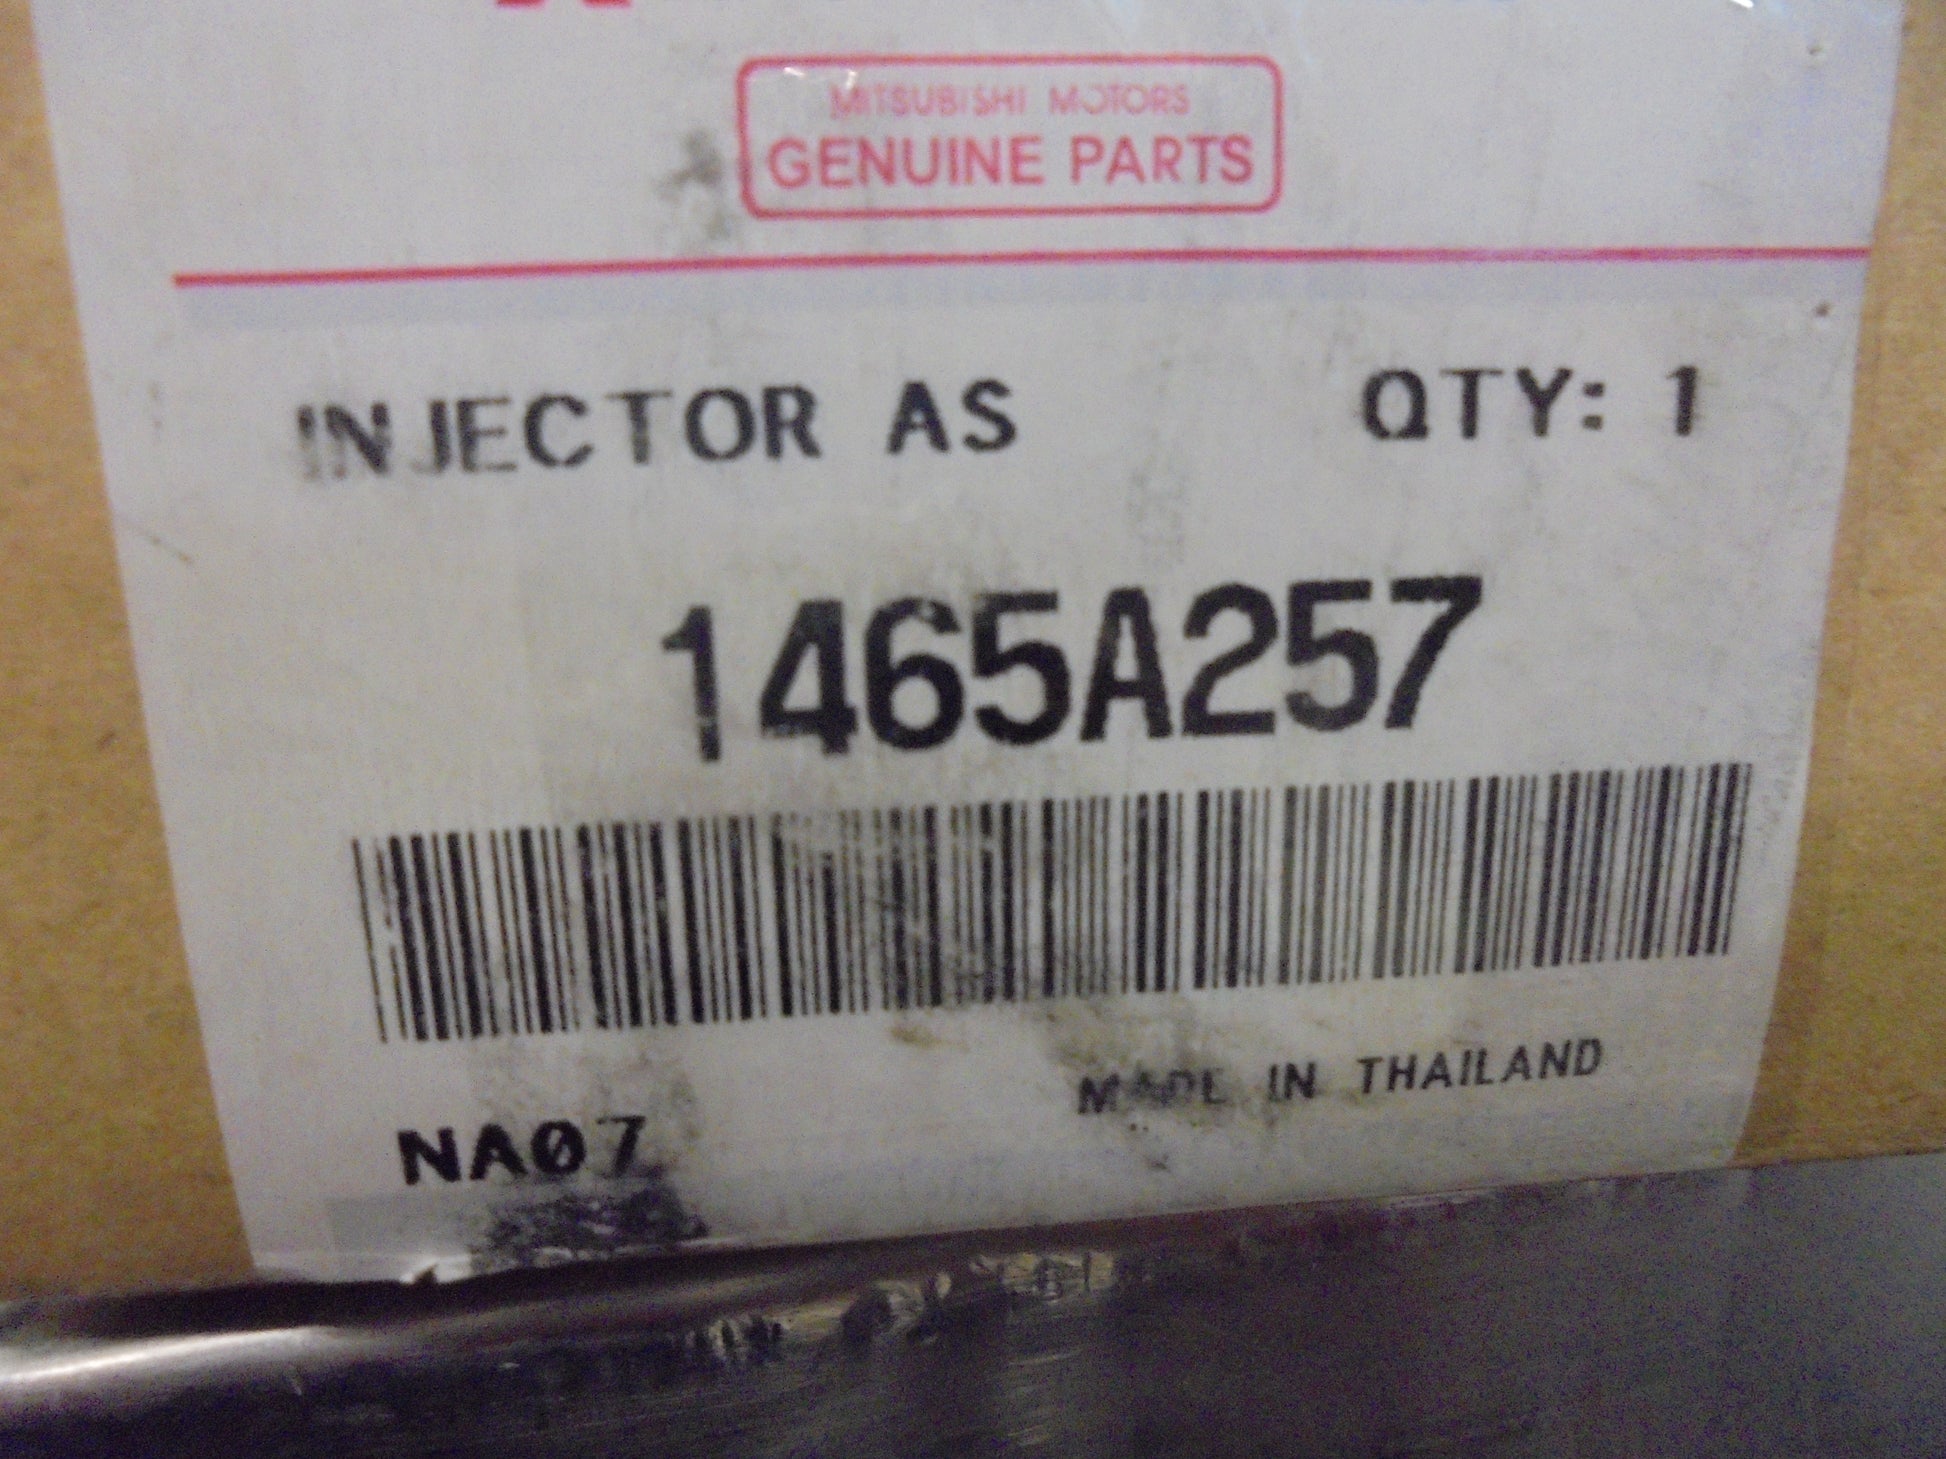 MITSUBISHI MOTORS
GENUINE PARTS
INJECTOR AS QTY: 1
1465A257
MADE IN THAILAND
NA07